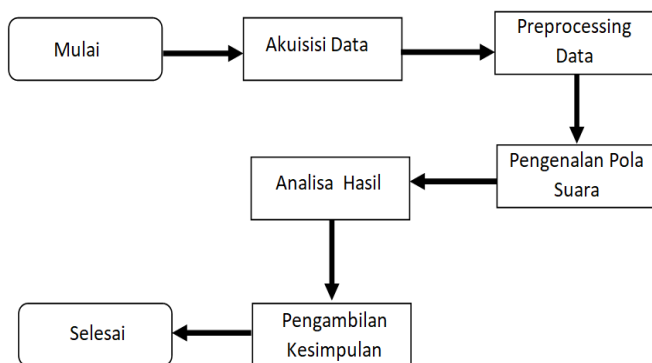 Mulai
Akuisisi Data
Preprocessing
Data
Pengenalan Pola
Suara
Analisa Hasil
Pengambilan
Kesimpulan
Selesai